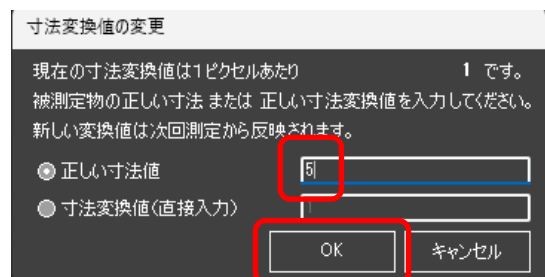 寸法変換値の変更
現在の寸法変換値は1ピクセルあたり 1 です。
被測定物の正しい寸法 または 正しい寸法変換値を入力してください。
新しい変換値は次回測定から反映されます。
正しい寸法値 5
寸法変換値(直接入力) 1
OK キャンセル